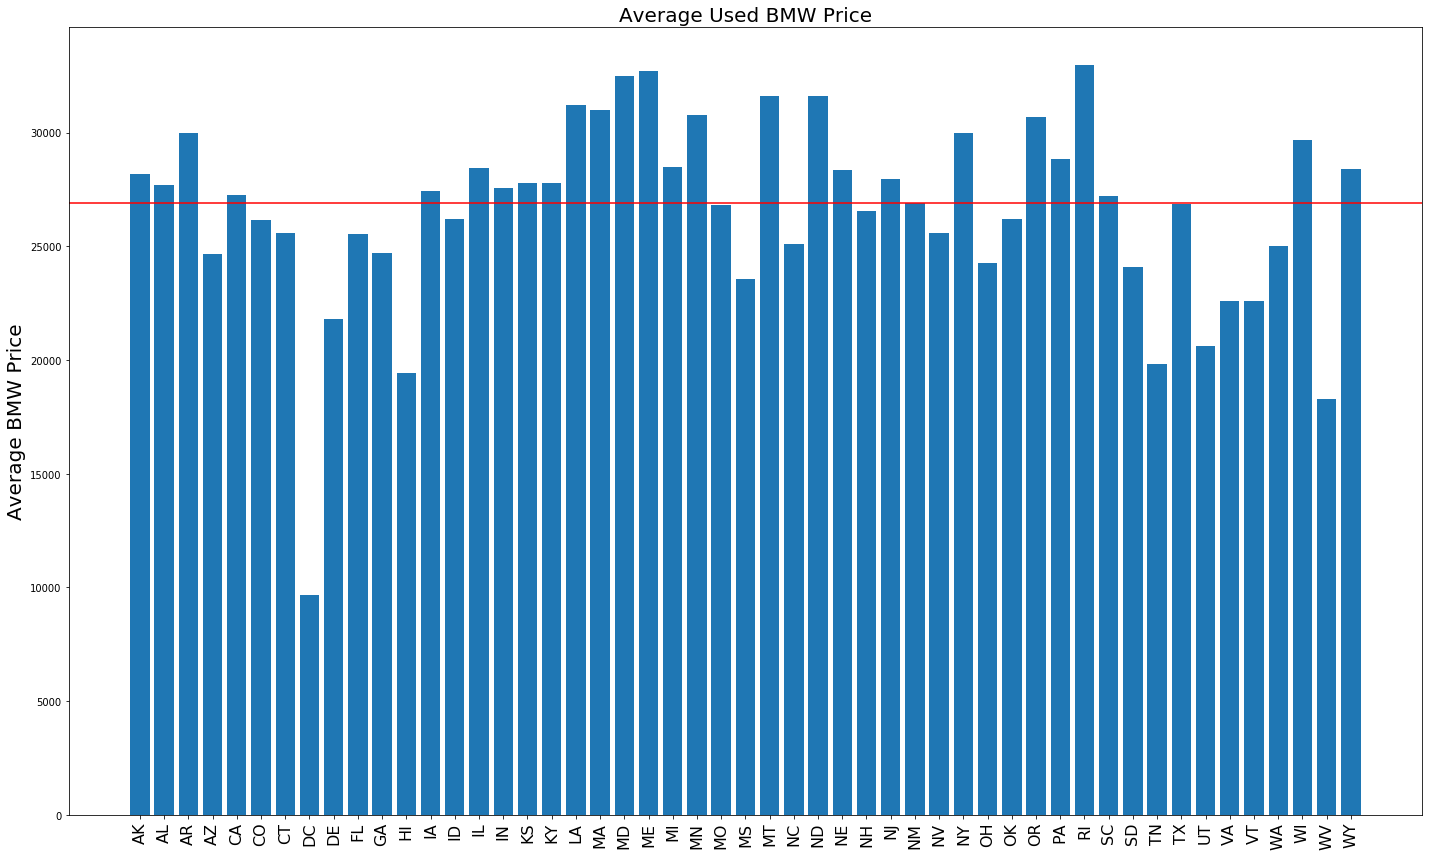 Average Used BMW Price
Average BMW Price
30000
25000
20000
15000
10000
5000
0
AK AL AR AZ CA CO CT DC DE FL GA HI IA ID IL IN KS KY LA MA MD ME MI MN MO MS MT NC ND NE NH NJ NM NV NY OH OK OR PA RI SC SD TN TX UT VA VT WA WI WV WY